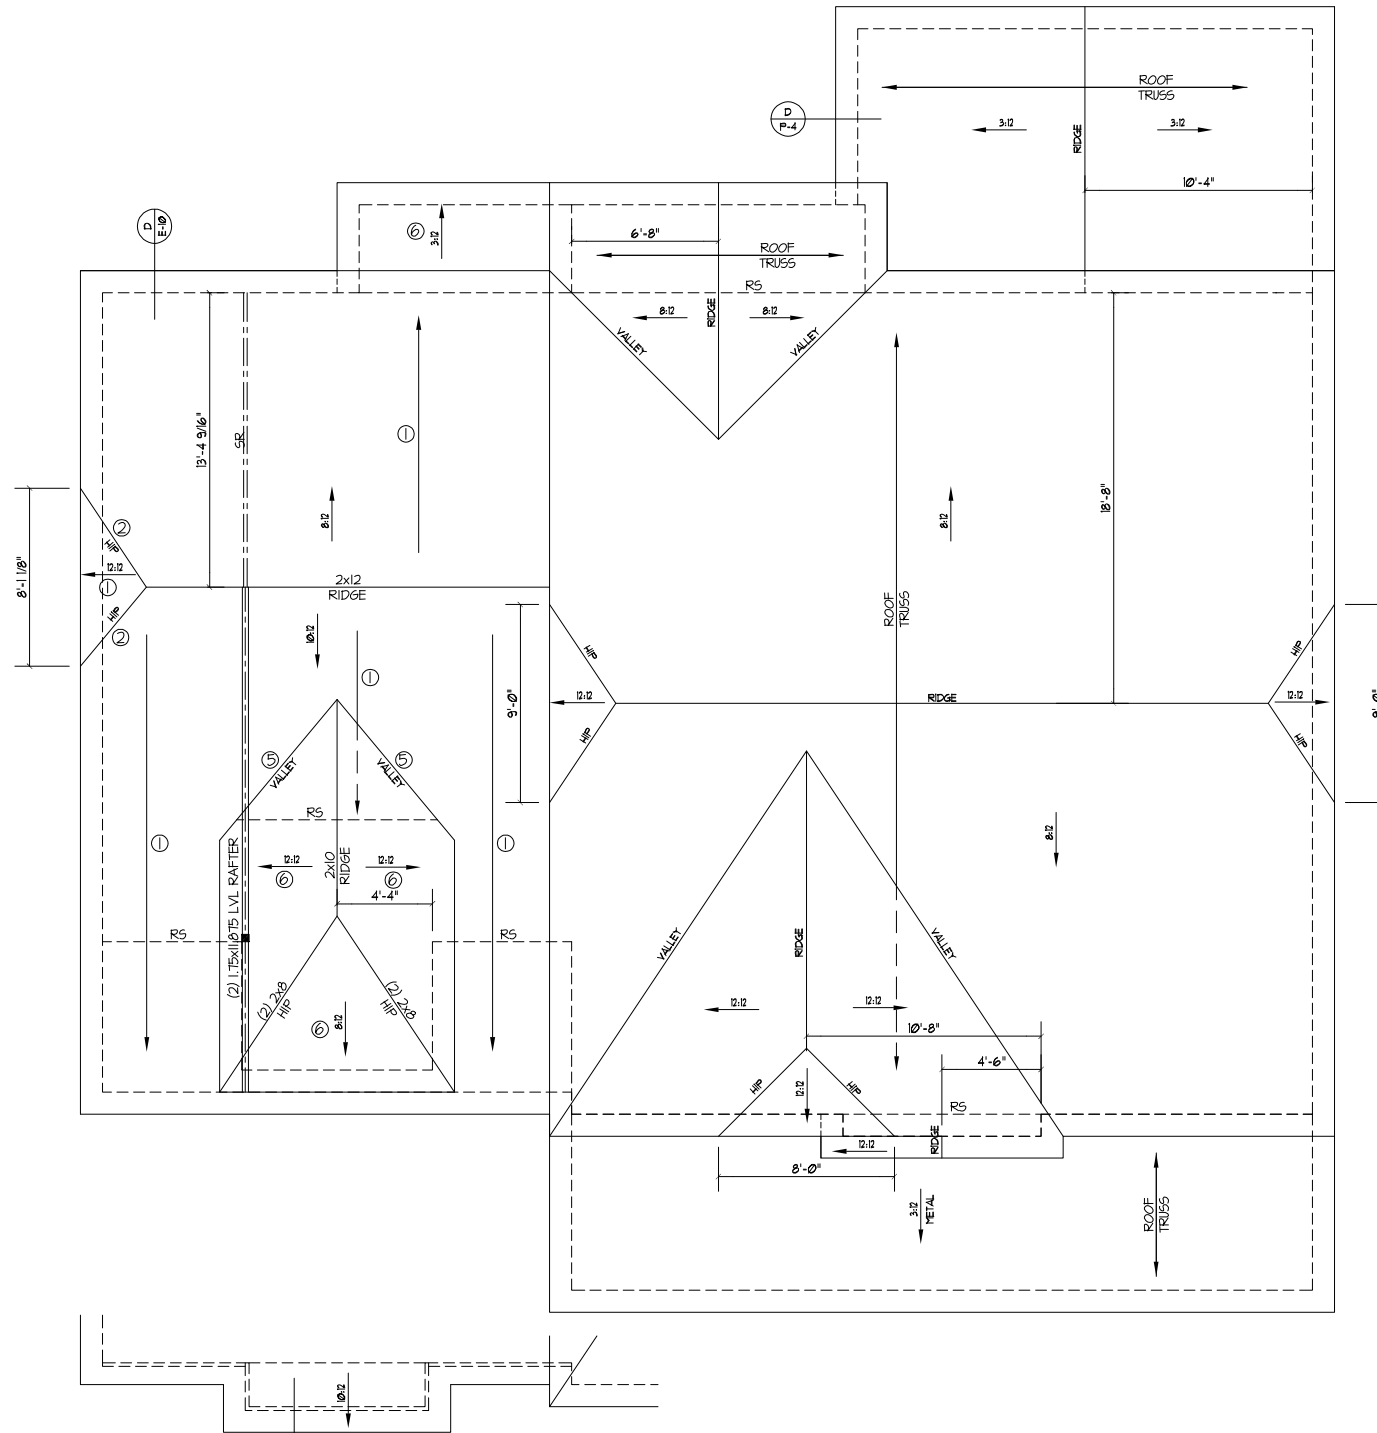 ROOF
TRUSS
3:12
3:12
RIDGE
10'-4"
D
P-4
D
E-10
6
3:12
6'-8"
ROOF
TRUSS
RS
8:12
RIDGE
8:12
VALLEY
VALLEY
13'-4 9/16"
SR
1
8:12
8:12
18'-8"
8'-1 1/8"
2
HIP
12:12
1
HIP
2
2x12
RIDGE
10:12
1
ROOF
TRUSS
HIP
12:12
HIP
9'-0"
RIDGE
HIP
12:12
HIP
9'-0"
5
VALLEY
5
VALLEY
RS
1
12:12
6
2x10
RIDGE
12:12
6
4'-4"
1
8:12
RS
(2) 1.75x11.875 LVL RAFTER
RS
(2) 2x8
HIP
(2) 2x8
HIP
6
8:12
VALLEY
RIDGE
VALLEY
12:12
12:12
10'-8"
4'-6"
HIP
12:12
HIP
RS
12:12
RIDGE
8'-0"
3:12
METAL
ROOF
TRUSS
10:12